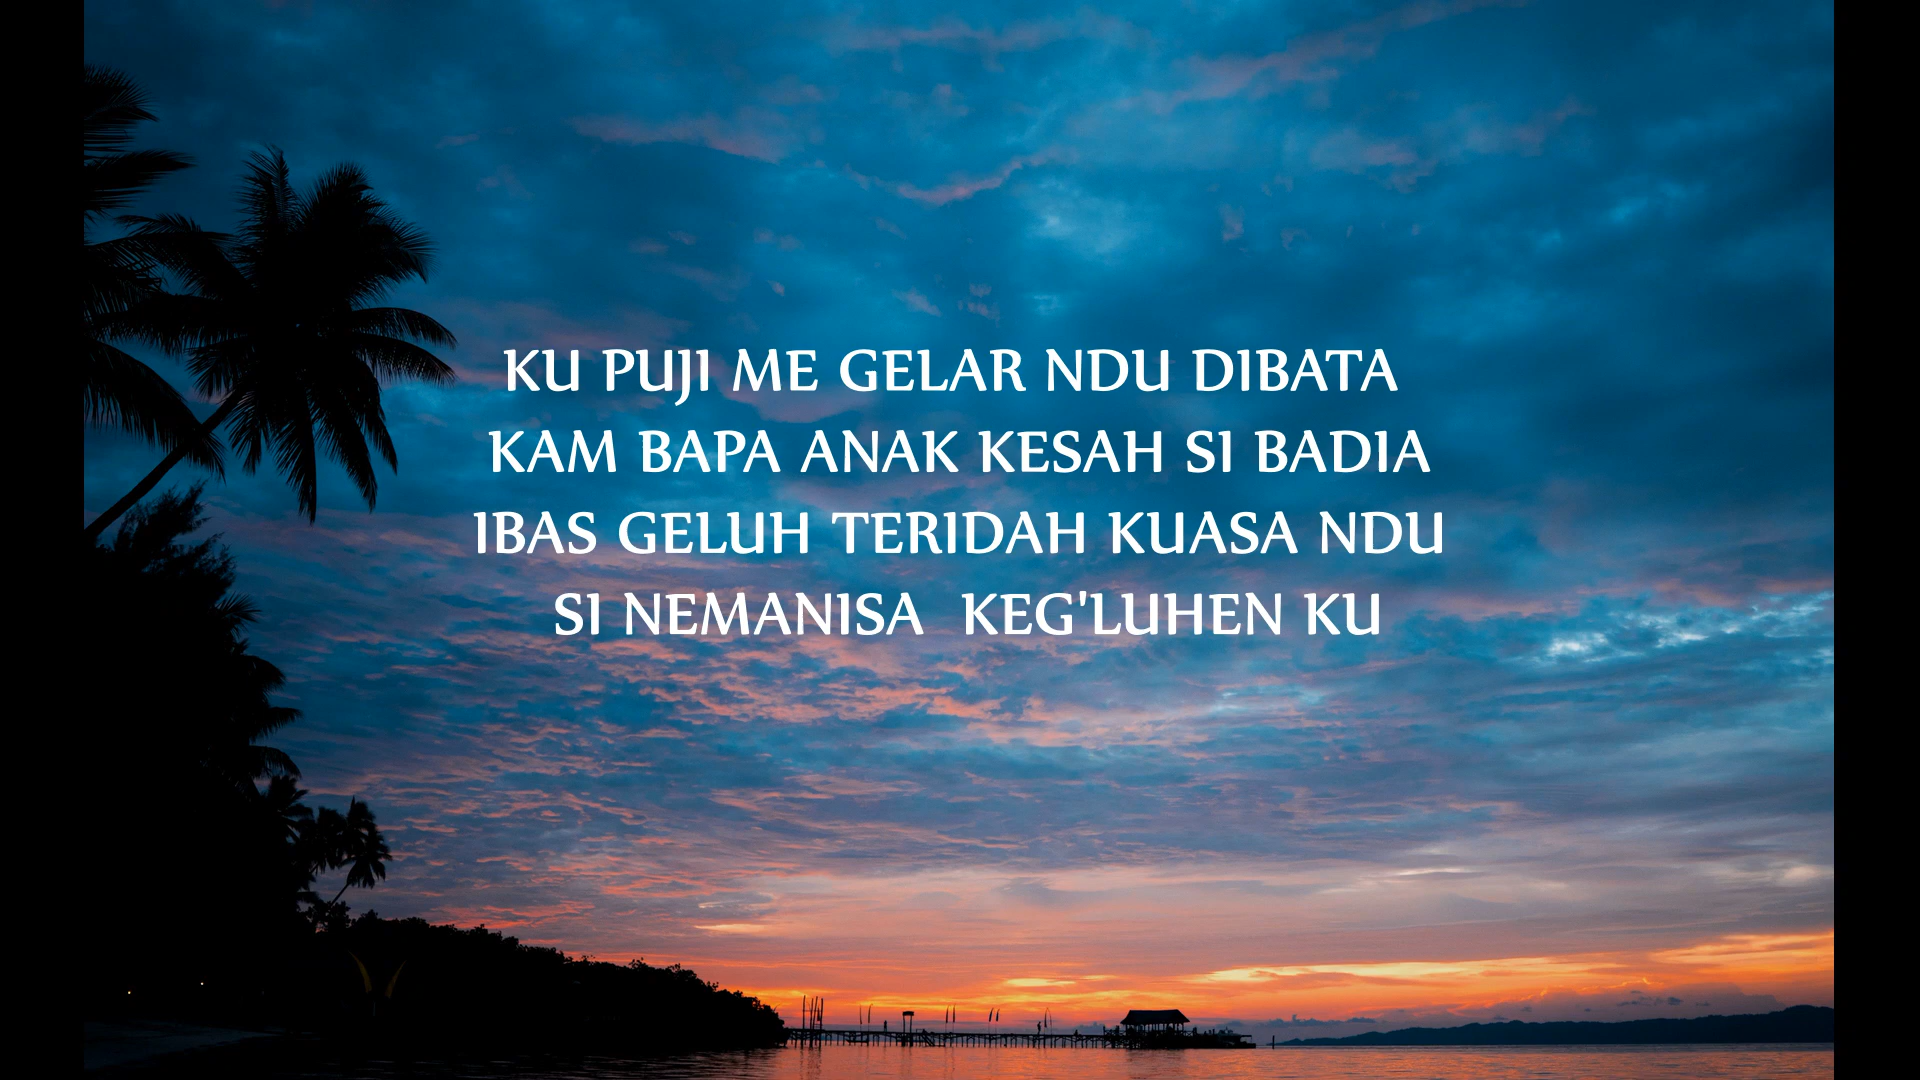 KU PUJI ME GELAR NDU DIBATA
KAM BAPA ANAK KESAH SI BADIA
IBAS GELUH TERIDAH KUASA NDU
SI NEMANISA KEG'LUHEN KU